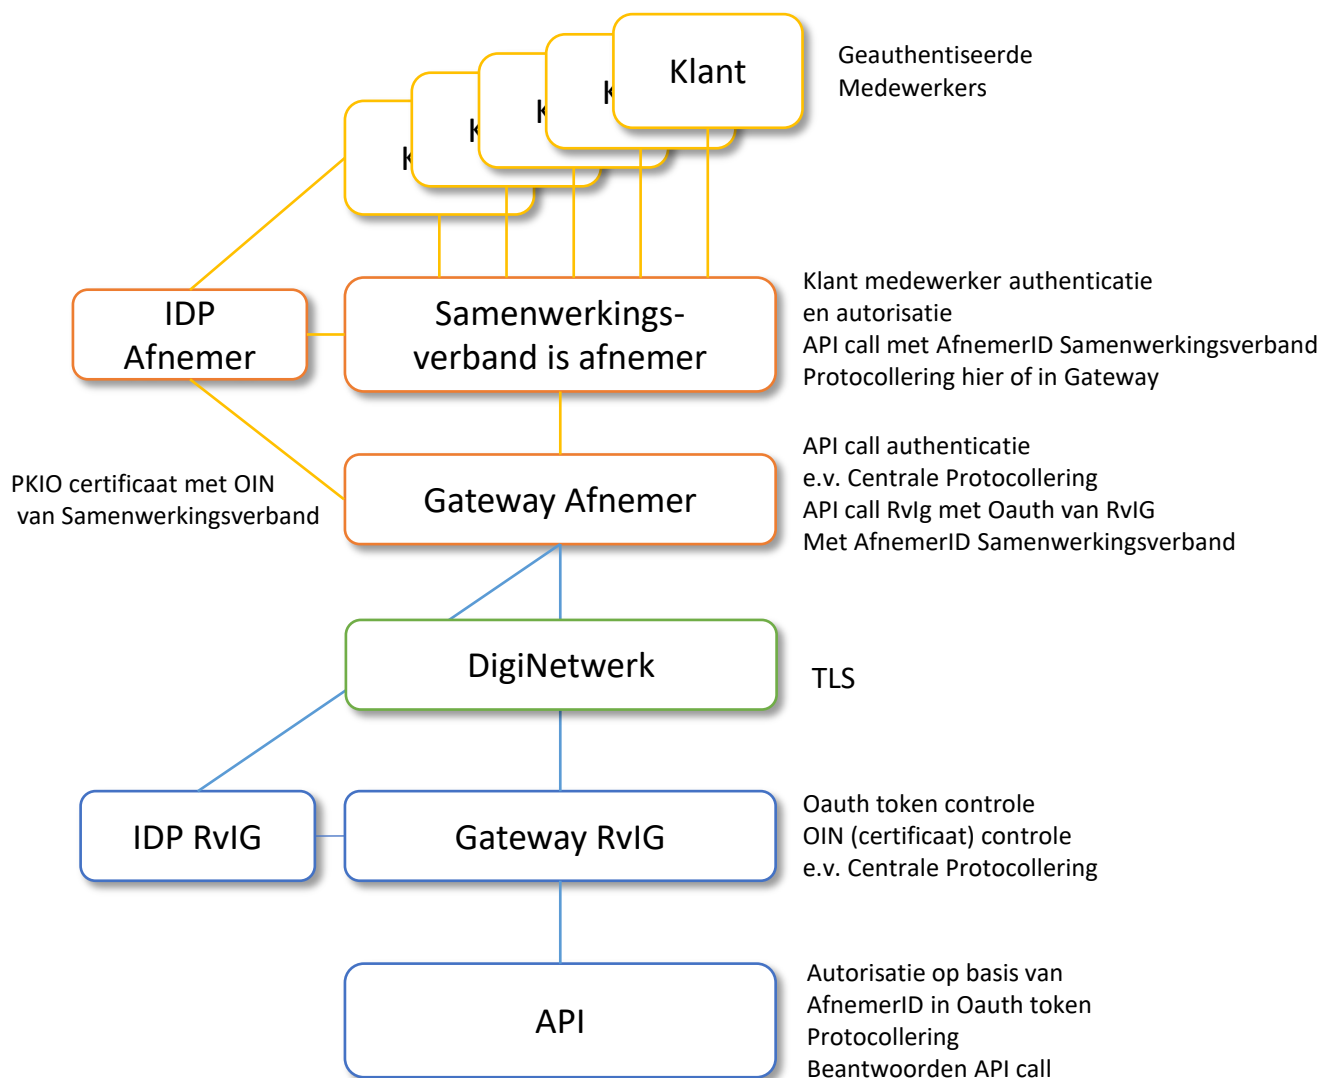 Klant
K
K
K
K
Geauthentiseerde
Medewerkers
IDP
Afnemer
Samenwerkings-
verband is afnemer
Klant medewerker authenticatie
en autorisatie
API call met AfnemerID Samenwerkingsverband
Protocollering hier of in Gateway
PKIO certificaat met OIN
van Samenwerkingsverband
Gateway Afnemer
API call authenticatie
e.v. Centrale Protocollering
API call RvIg met Oauth van RvIG
Met AfnemerID Samenwerkingsverband
DigiNetwerk
TLS
IDP RvIG
Gateway RvIG
Oauth token controle
OIN (certificaat) controle
e.v. Centrale Protocollering
API
Autorisatie op basis van
AfnemerID in Oauth token
Protocollering
Beantwoorden API call